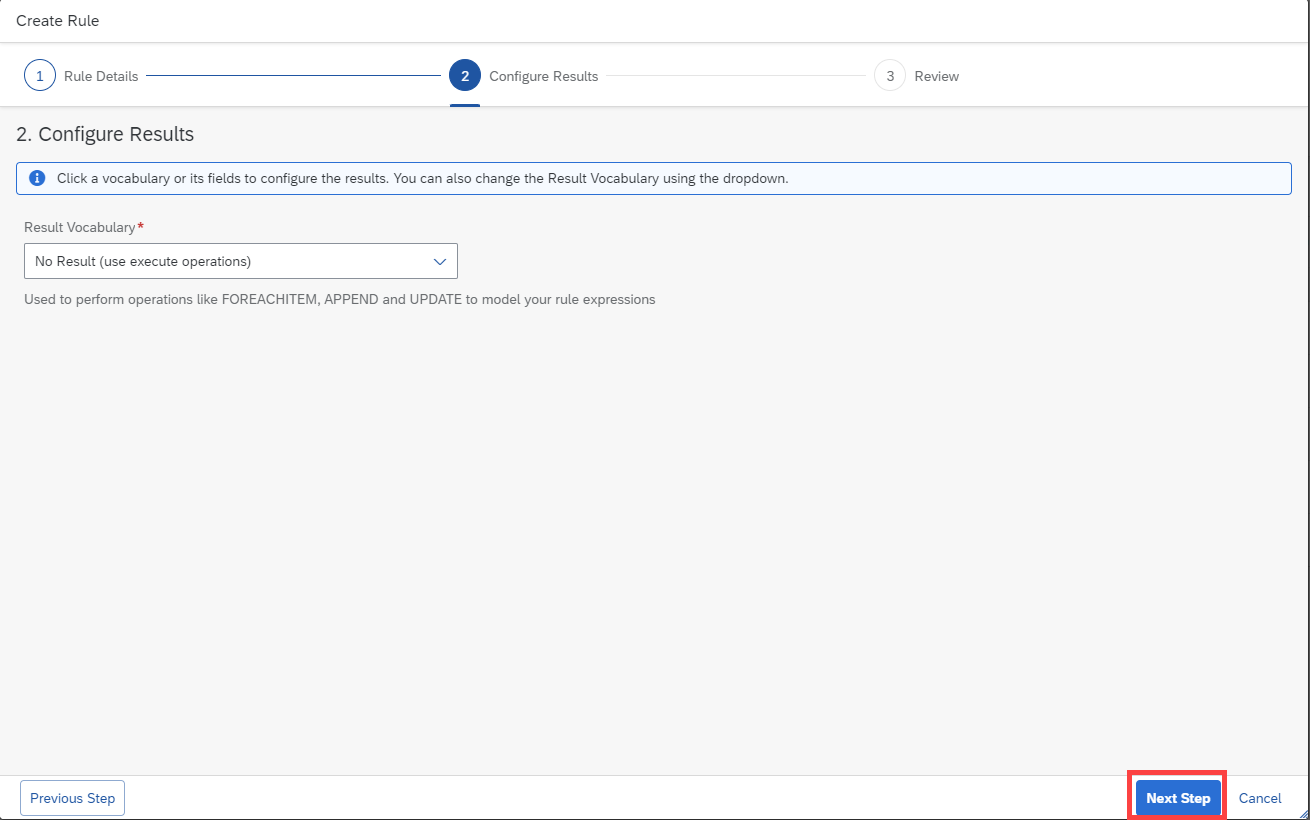 Create Rule
1 Rule Details 2 Configure Results 3 Review
2. Configure Results
Click a vocabulary or its fields to configure the results. You can also change the Result Vocabulary using the dropdown.
Result Vocabulary*
No Result (use execute operations)
Used to perform operations like FOREACHITEM, APPEND and UPDATE to model your rule expressions
Previous Step Next Step Cancel